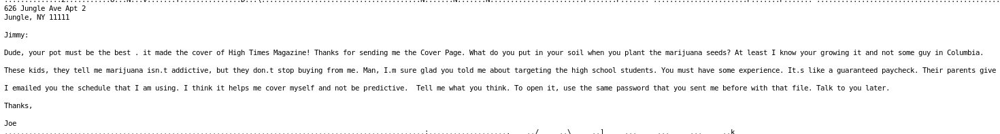 626 Jungle Ave Apt 2
Jungle, NY 11111
Jimmy:
Dude, your pot must be the best . it made the cover of High Times Magazine! Thanks for sending me the Cover Page. What do you put in your soil when you plant the marijuana seeds? At least I know your growing it and not some guy in Columbia.
These kids, they tell me marijuana isn.t addictive, but they don.t stop buying from me. Man, I.m sure glad you told me about targeting the high school students. You must have some experience. It.s like a guaranteed paycheck. Their parents give
I emailed you the schedule that I am using. I think it helps me cover myself and not be predictive.  Tell me what you think. To open it, use the same password that you sent me before with that file. Talk to you later.
Thanks,
Joe